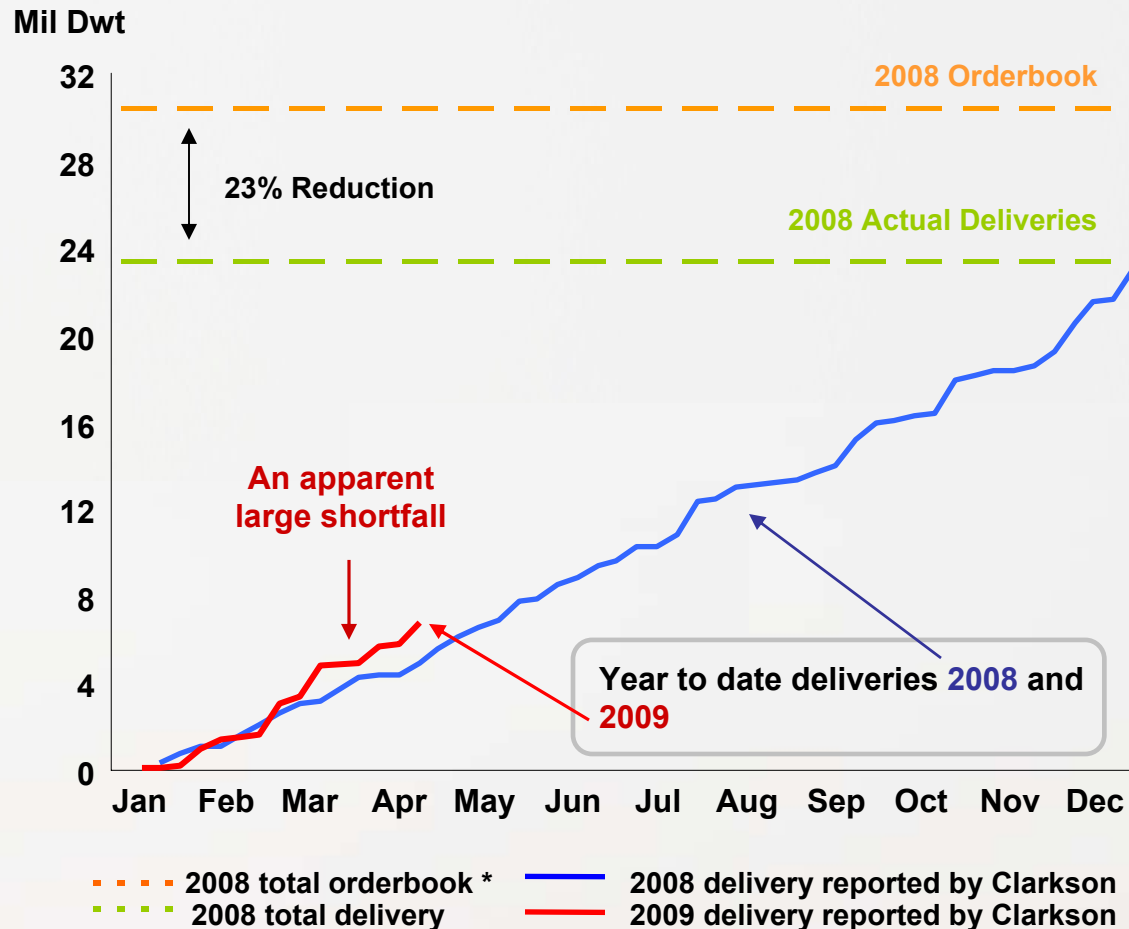 Mil Dwt
32
2008 Orderbook
28
23% Reduction
2008 Actual Deliveries
24
20
16
An apparent
large shortfall
12
8
Year to date deliveries 2008 and
2009
4
0
Jan Feb Mar Apr May Jun Jul Aug Sep Oct Nov Dec
2008 total orderbook *
2008 delivery reported by Clarkson
2008 total delivery
2009 delivery reported by Clarkson